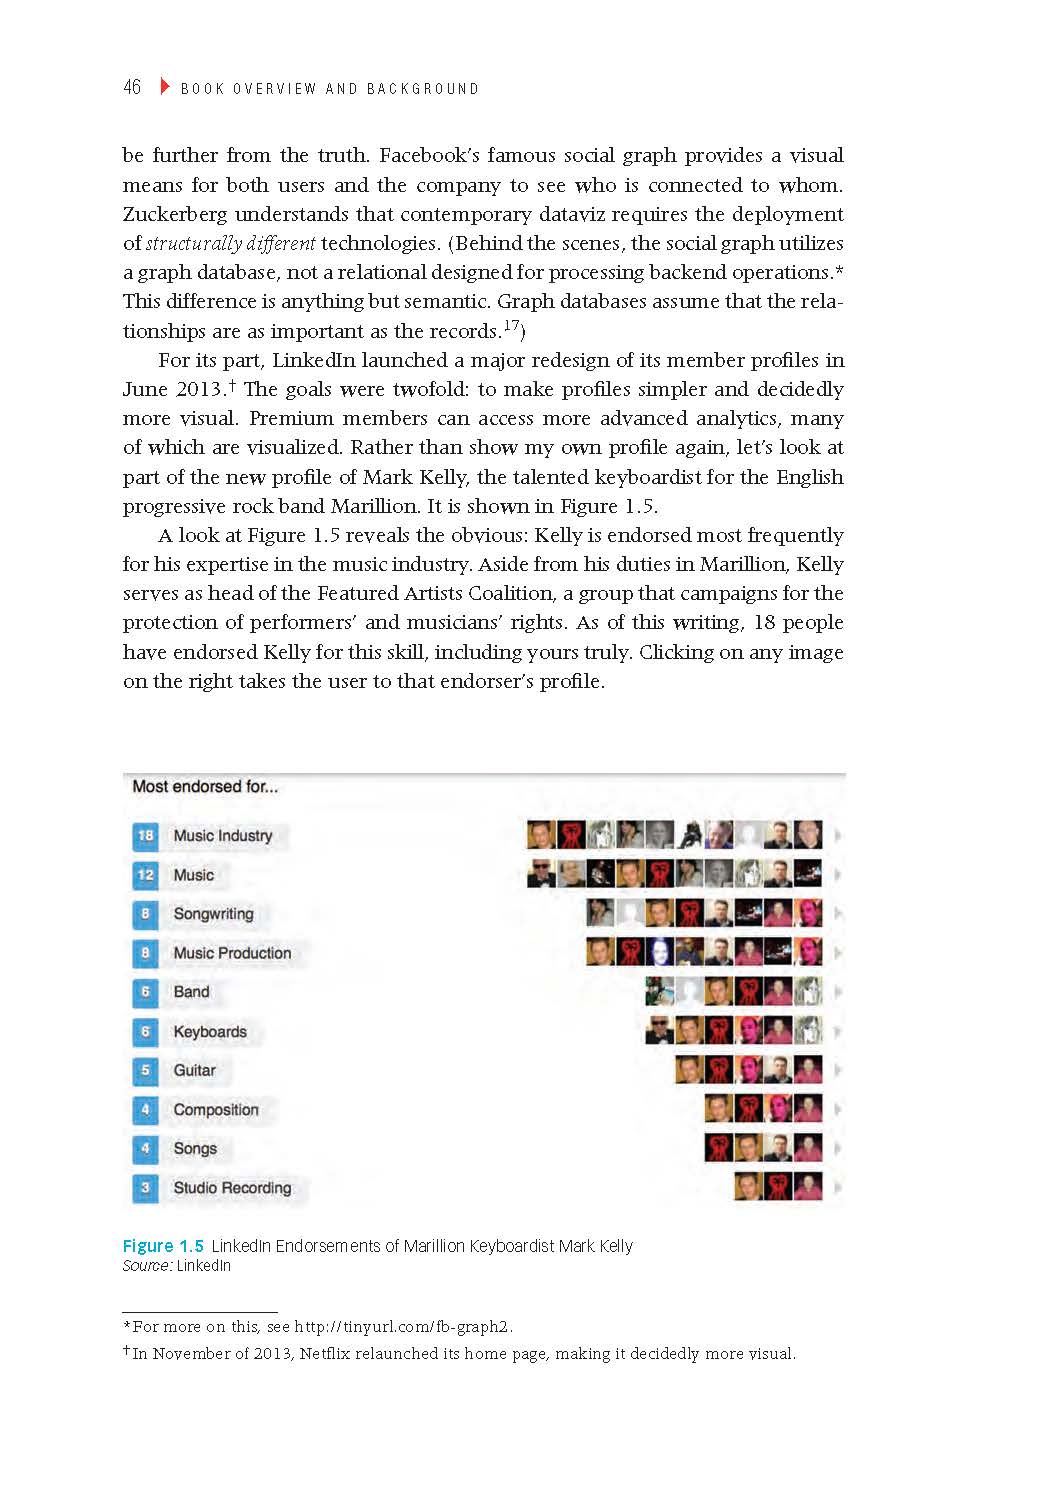 46 BOOK OVERVIEW AND BACKGROUND
be further from the truth. Facebook’s famous social graph provides a visual
means for both users and the company to see who is connected to whom.
Zuckerberg understands that contemporary dataviz requires the deployment
of structurally different technologies. (Behind the scenes, the social graph utilizes
a graph database, not a relational designed for processing backend operations.*
This difference is anything but semantic. Graph databases assume that the rela-
tionships are as important as the records.17)
For its part, LinkedIn launched a major redesign of its member profiles in
June 2013.† The goals were twofold: to make profiles simpler and decidedly
more visual. Premium members can access more advanced analytics, many
of which are visualized. Rather than show my own profile again, let’s look at
part of the new profile of Mark Kelly, the talented keyboardist for the English
progressive rock band Marillion. It is shown in Figure 1.5.
A look at Figure 1.5 reveals the obvious: Kelly is endorsed most frequently
for his expertise in the music industry. Aside from his duties in Marillion, Kelly
serves as head of the Featured Artists Coalition, a group that campaigns for the
protection of performers’ and musicians’ rights. As of this writing, 18 people
have endorsed Kelly for this skill, including yours truly. Clicking on any image
on the right takes the user to that endorser’s profile.
Most endorsed for...
18 Music Industry
12 Music
8 Songwriting
8 Music Production
6 Band
6 Keyboards
5 Guitar
4 Composition
4 Songs
3 Studio Recording
Figure 1.5 LinkedIn Endorsements of Marillion Keyboardist Mark Kelly
Source: LinkedIn
*For more on this, see http://tinyurl.com/fb-graph2.
†In November of 2013, Netflix relaunched its home page, making it decidedly more visual.